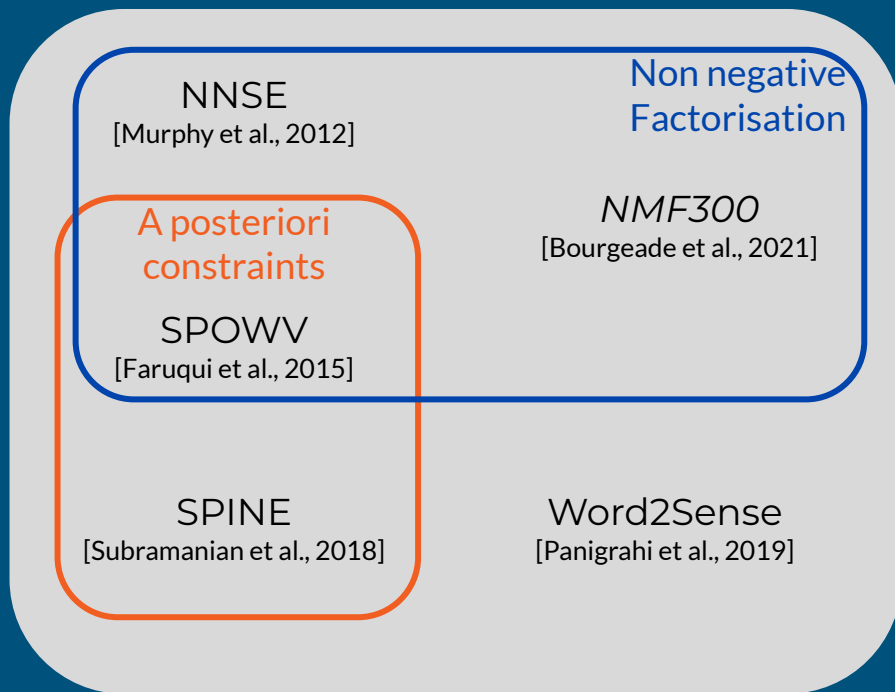 NNSE
[Murphy et al., 2012]
Non negative
Factorisation
NMF300
[Bourgeade et al., 2021]
A posteriori
constraints
SPOWV
[Faruqui et al., 2015]
SPINE
[Subramanian et al., 2018]
Word2Sense
[Panigrahi et al., 2019]